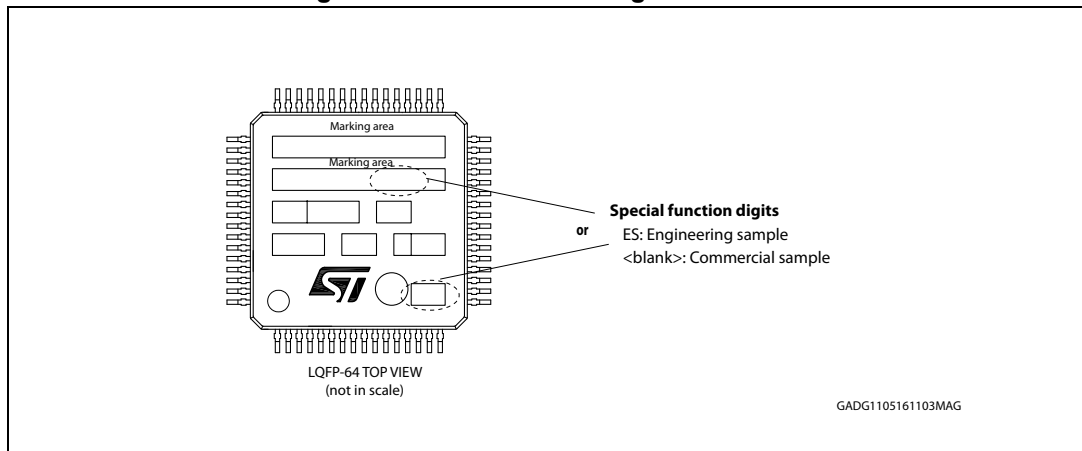 Marking area
Marking area
Special function digits
or
ES: Engineering sample
<blank>: Commercial sample
ST
LQFP-64 TOP VIEW
(not in scale)
GADG1105161103MAG